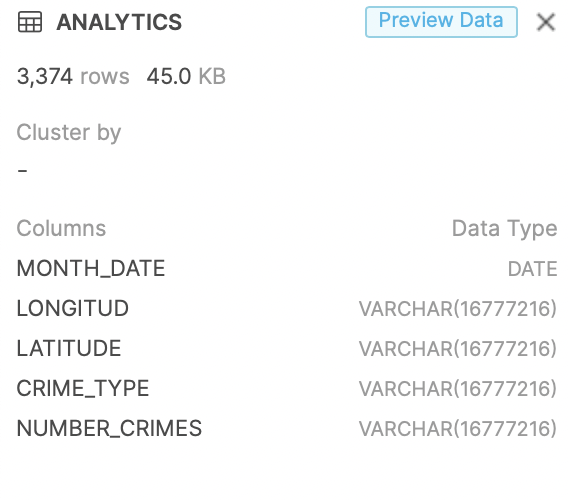 ANALYTICS Preview Data
3,374 rows 45.0 KB
Cluster by
-
Columns Data Type
MONTH_DATE DATE
LONGITUD VARCHAR(16777216)
LATITUDE VARCHAR(16777216)
CRIME_TYPE VARCHAR(16777216)
NUMBER_CRIMES VARCHAR(16777216)